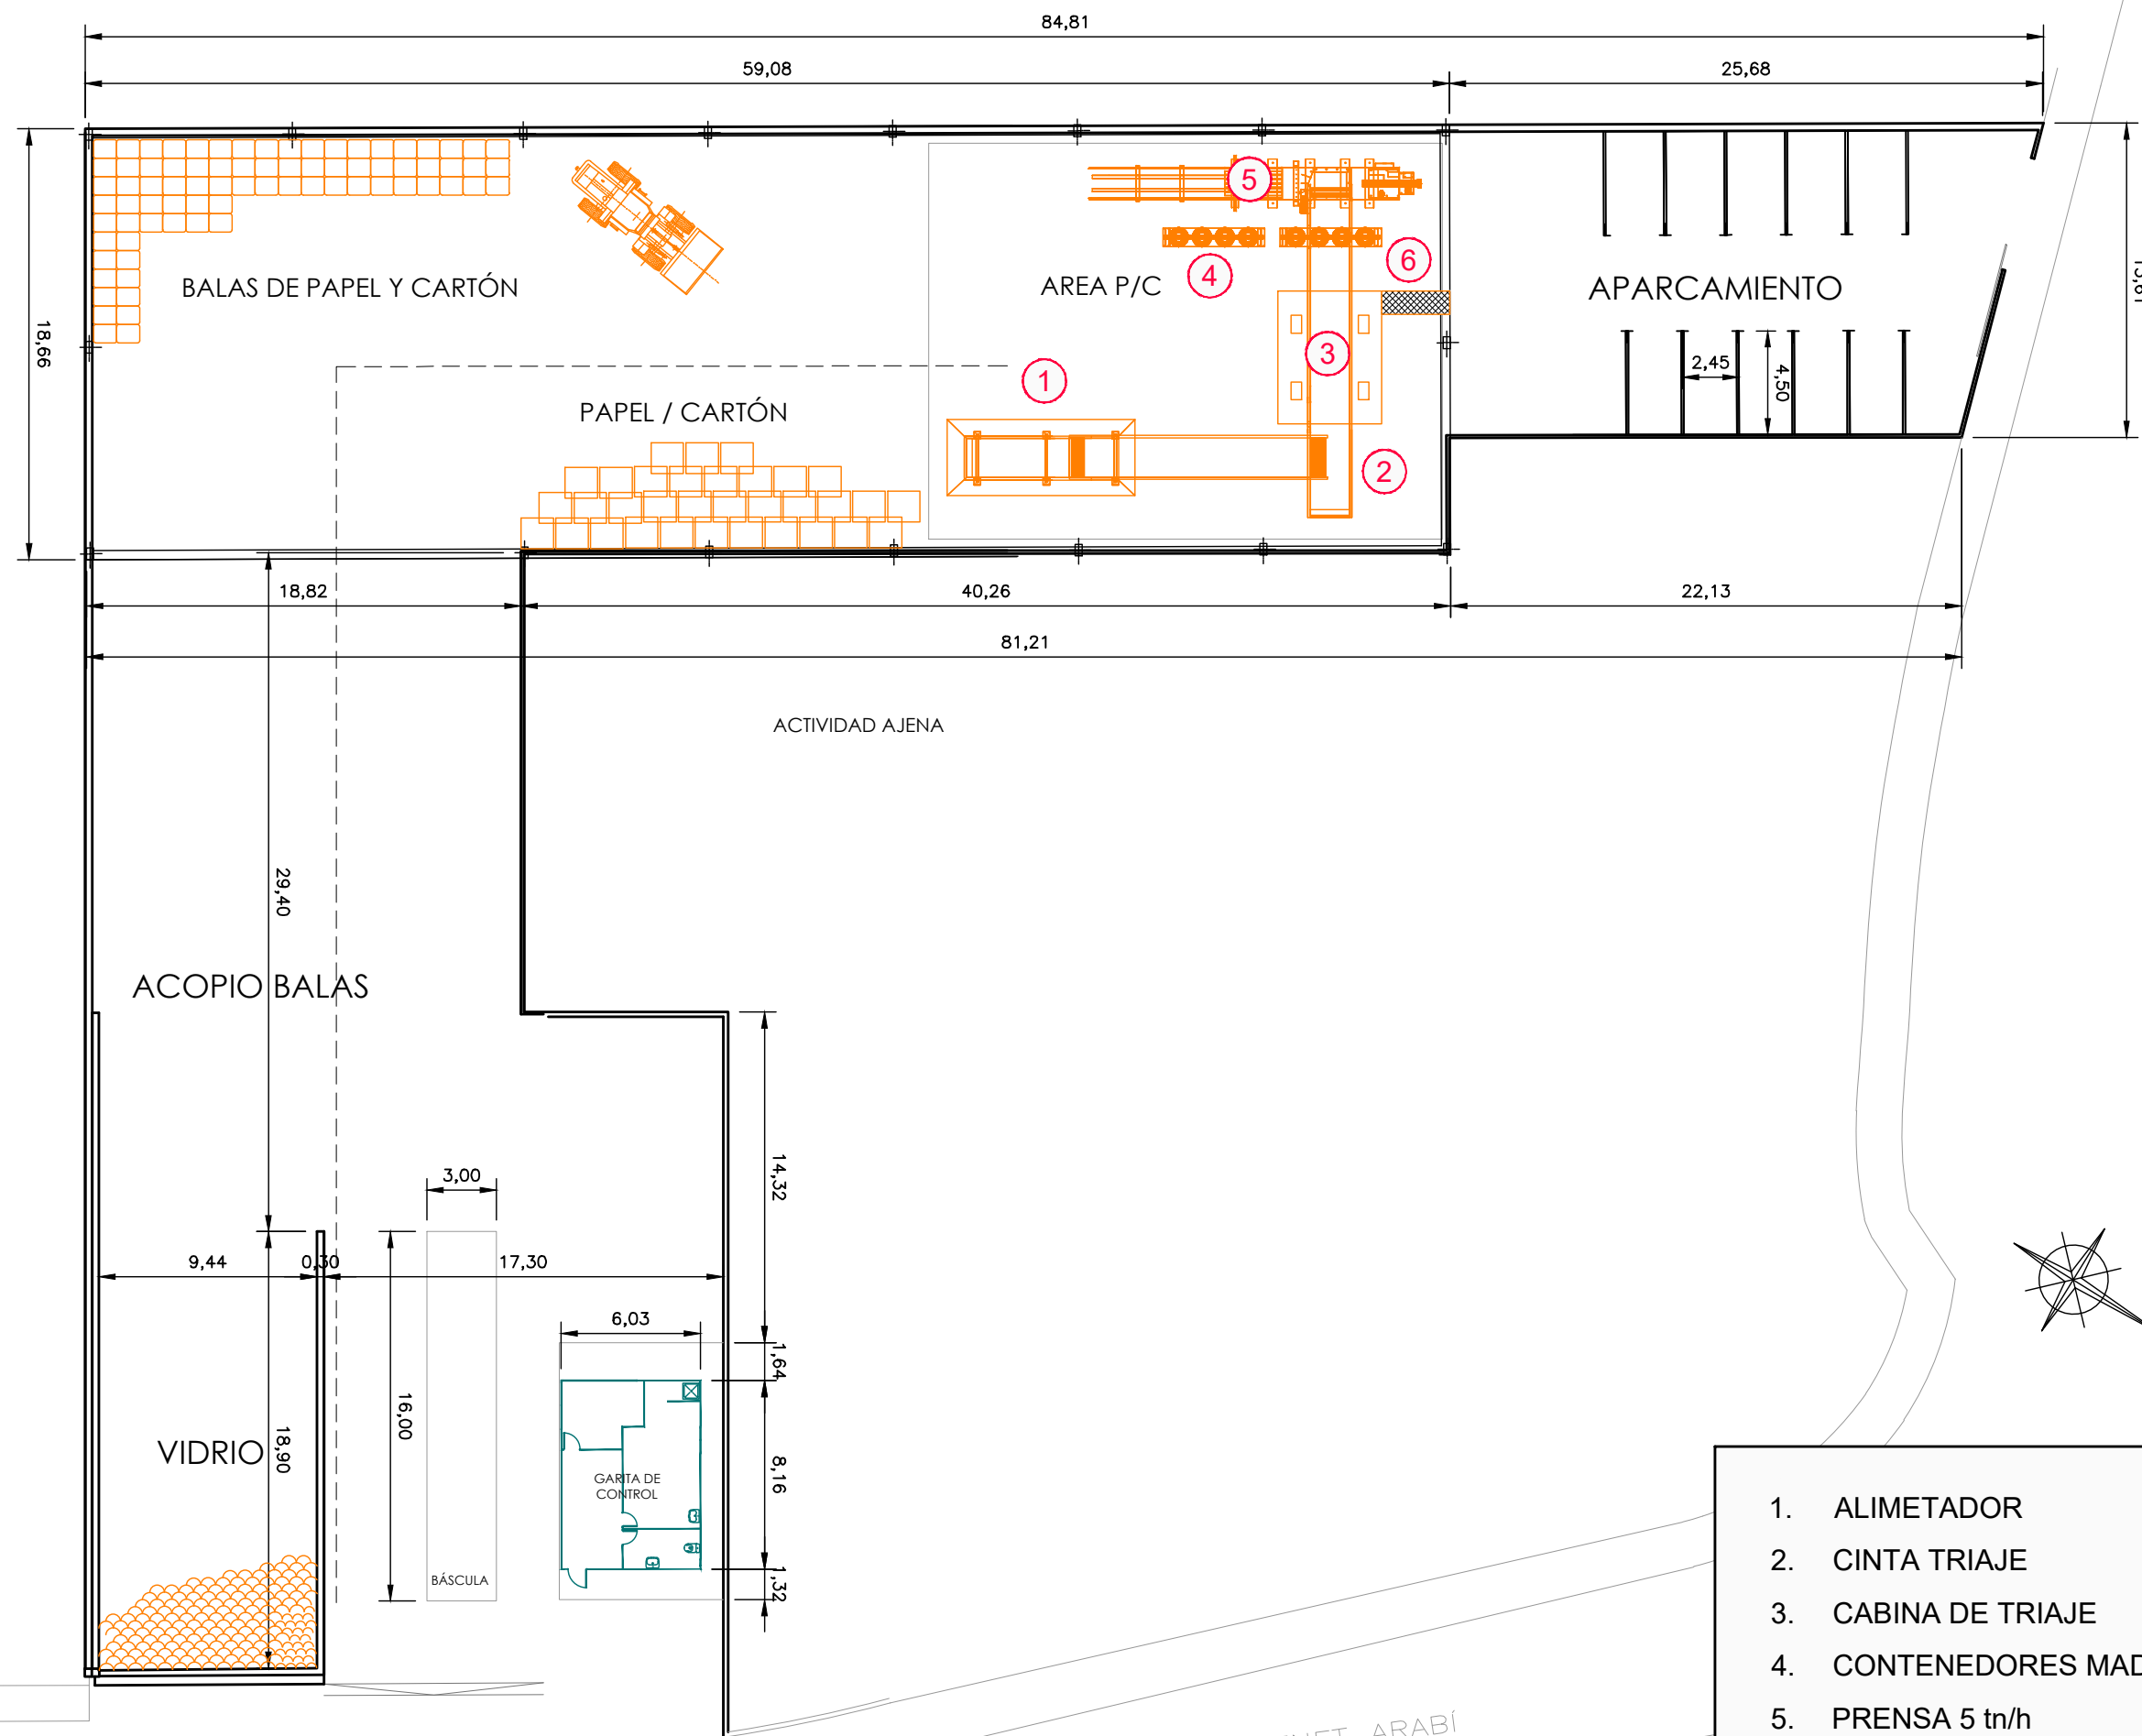 84,81
59,08
25,68
18,66
BALAS DE PAPEL Y CARTÓN
AREA P/C
5
4
6
3
1
2
APARCAMIENTO
2,45
4,50
PAPEL / CARTÓN
18,82
40,26
22,13
81,21
ACTIVIDAD AJENA
29,40
ACOPIO BALAS
14,32
3,00
9,44
0,30
17,30
6,03
1,64
16,00
8,16
VIDRIO
18,90
GARITA DE
CONTROL
BÁSCULA
1,32
1. ALIMETADOR
2. CINTA TRIAJE
3. CABINA DE TRIAJE
4. CONTENEDORES MAD
5. PRENSA 5 tn/h
ARABÍ